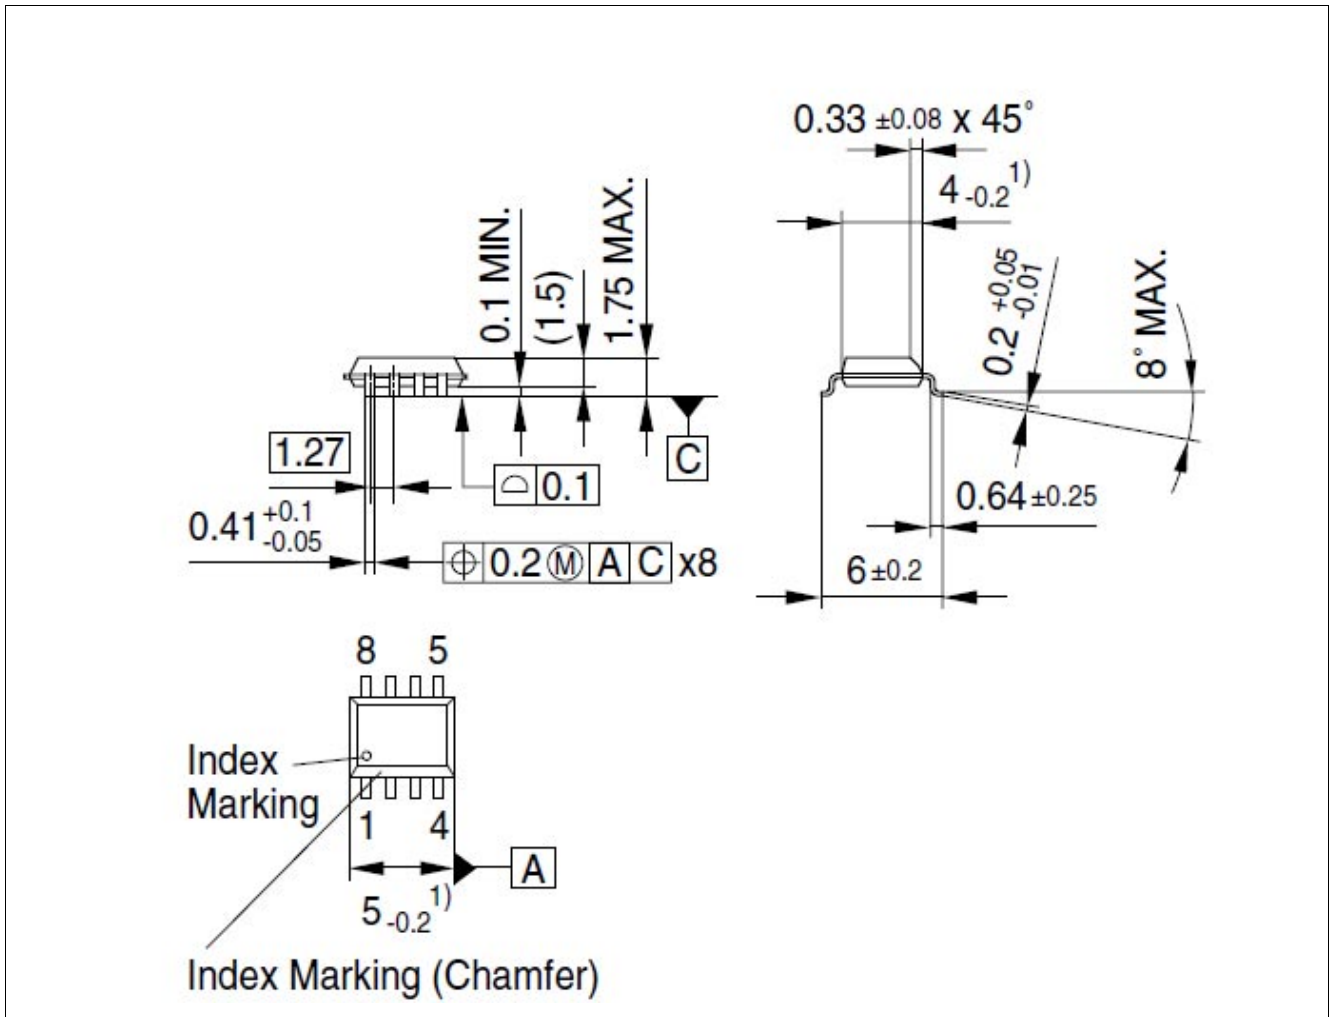 0.33 ±0.08 x 45°
4 -0.2 1)
0.1 MIN.
(1.5)
1.75 MAX.
0.2 +0.05 -0.01
8° MAX.
C
1.27
⌓ 0.1
0.64 ±0.25
0.41 +0.1 -0.05
⌖ 0.2 Ⓜ A C x8
6 ±0.2
8 5
Index
Marking
1 4
A
5 -0.2 1)
Index Marking (Chamfer)